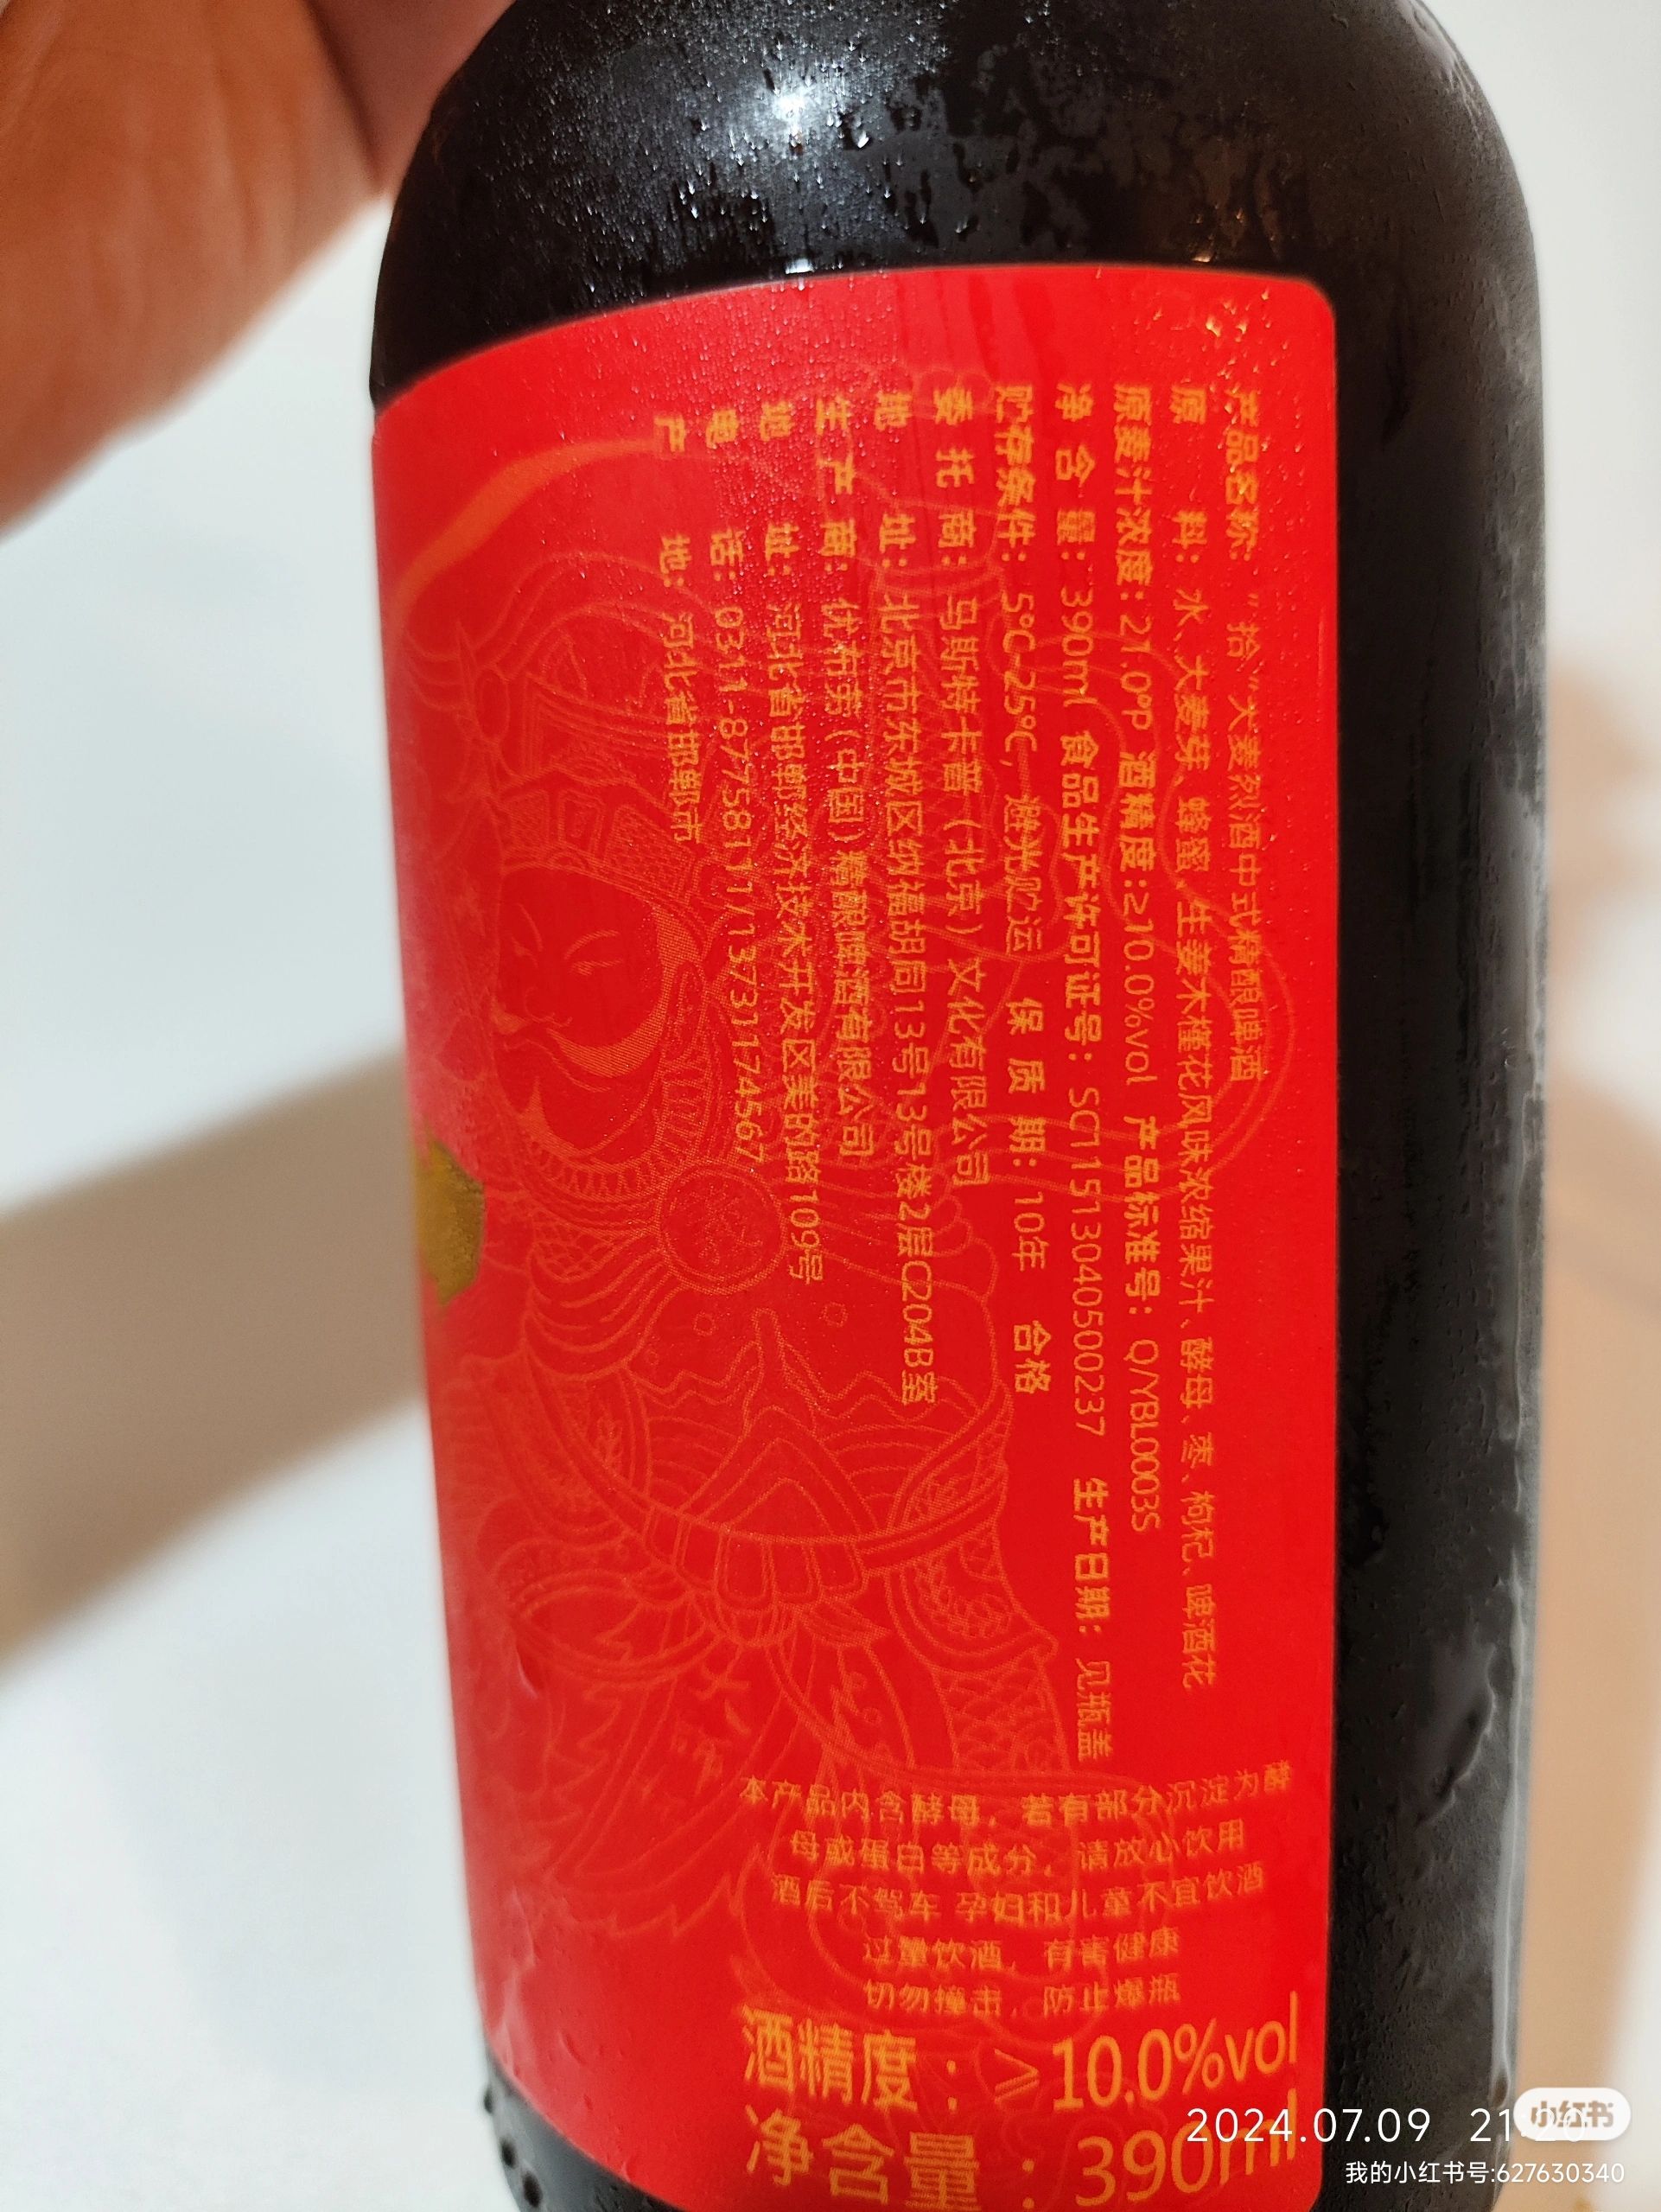 产品名称："拾"大麦烈酒中式精酿啤酒
原 料：水、大麦芽、蜂蜜、生姜木槿花风味浓缩果汁、酵母、枣、枸杞、啤酒花
原麦汁浓度：21.0°P 酒精度：≥10.0%vol 产品标准号：Q/YBL0003S
净 含 量：390ml 食品生产许可证号：SC11513040500237 生产日期：见瓶盖
贮存条件：5°C-25°C，避光贮运 保 质 期：10年 合格
委 托 商：马斯特卡普（北京）文化有限公司
地 址：北京市东城区纳福胡同13号13号楼2层C204B室
生 产 商：优布劳（中国）精酿啤酒有限公司
地 址：河北省邯郸经济技术开发区美的路109号
电 话：0311-87758111/13731174567
产 地：河北省邯郸市
本产品内含酵母，若有部分沉淀为酵
母或蛋白等成分，请放心饮用
酒后不驾车 孕妇和儿童不宜饮酒
过量饮酒，有害健康
切勿撞击，防止爆瓶
酒精度：≥10.0%vol
净含量：390ml
2024.07.09 21:20
小红书
我的小红书号:627630340